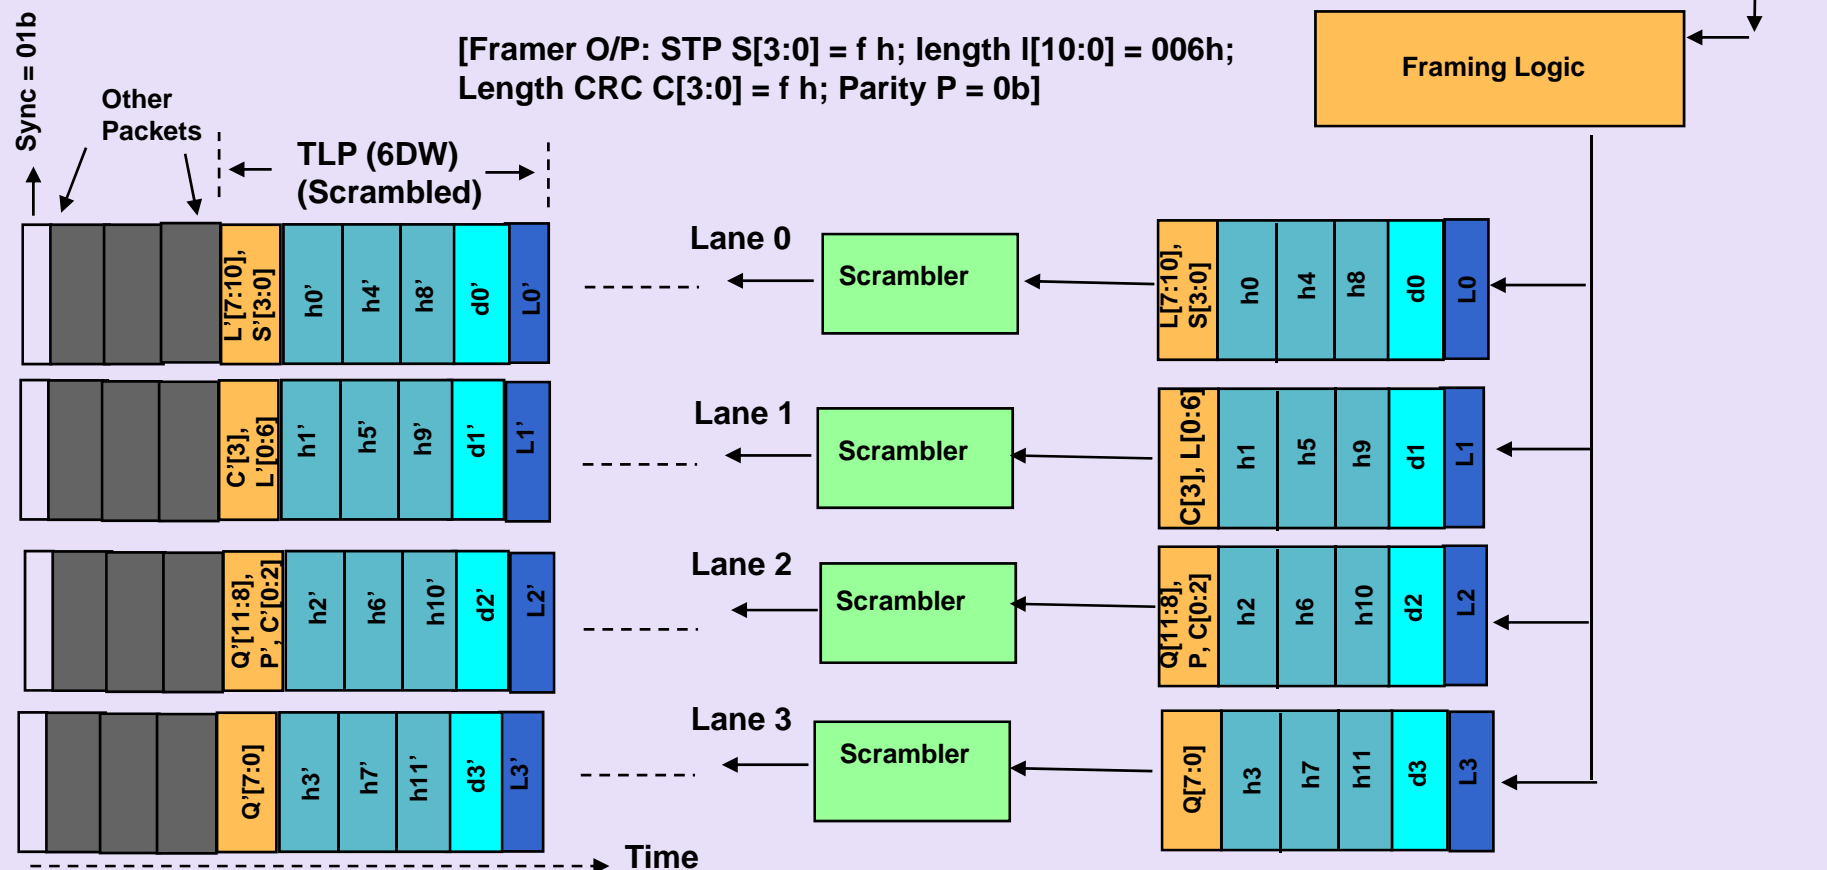 Sync = 01b
[Framer O/P: STP S[3:0] = f h; length l[10:0] = 006h;
Length CRC C[3:0] = f h; Parity P = 0b]
Framing Logic
Other
Packets
TLP (6DW)
(Scrambled)
L'[7:10],
S'[3:0]
h0'
h4'
h8'
d0'
L0'
Lane 0
Scrambler
L[7:10],
S[3:0]
h0
h4
h8
d0
L0
C'[3],
L'[0:6]
h1'
h5'
h9'
d1'
L1'
Lane 1
Scrambler
C[3], L[0:6]
h1
h5
h9
d1
L1
Q'[11:8],
P', C'[0:2]
h2'
h6'
h10'
d2'
L2'
Lane 2
Scrambler
Q[11:8],
P, C[0:2]
h2
h6
h10
d2
L2
Q'[7:0]
h3'
h7'
h11'
d3'
L3'
Lane 3
Scrambler
Q[7:0]
h3
h7
h11
d3
L3
Time